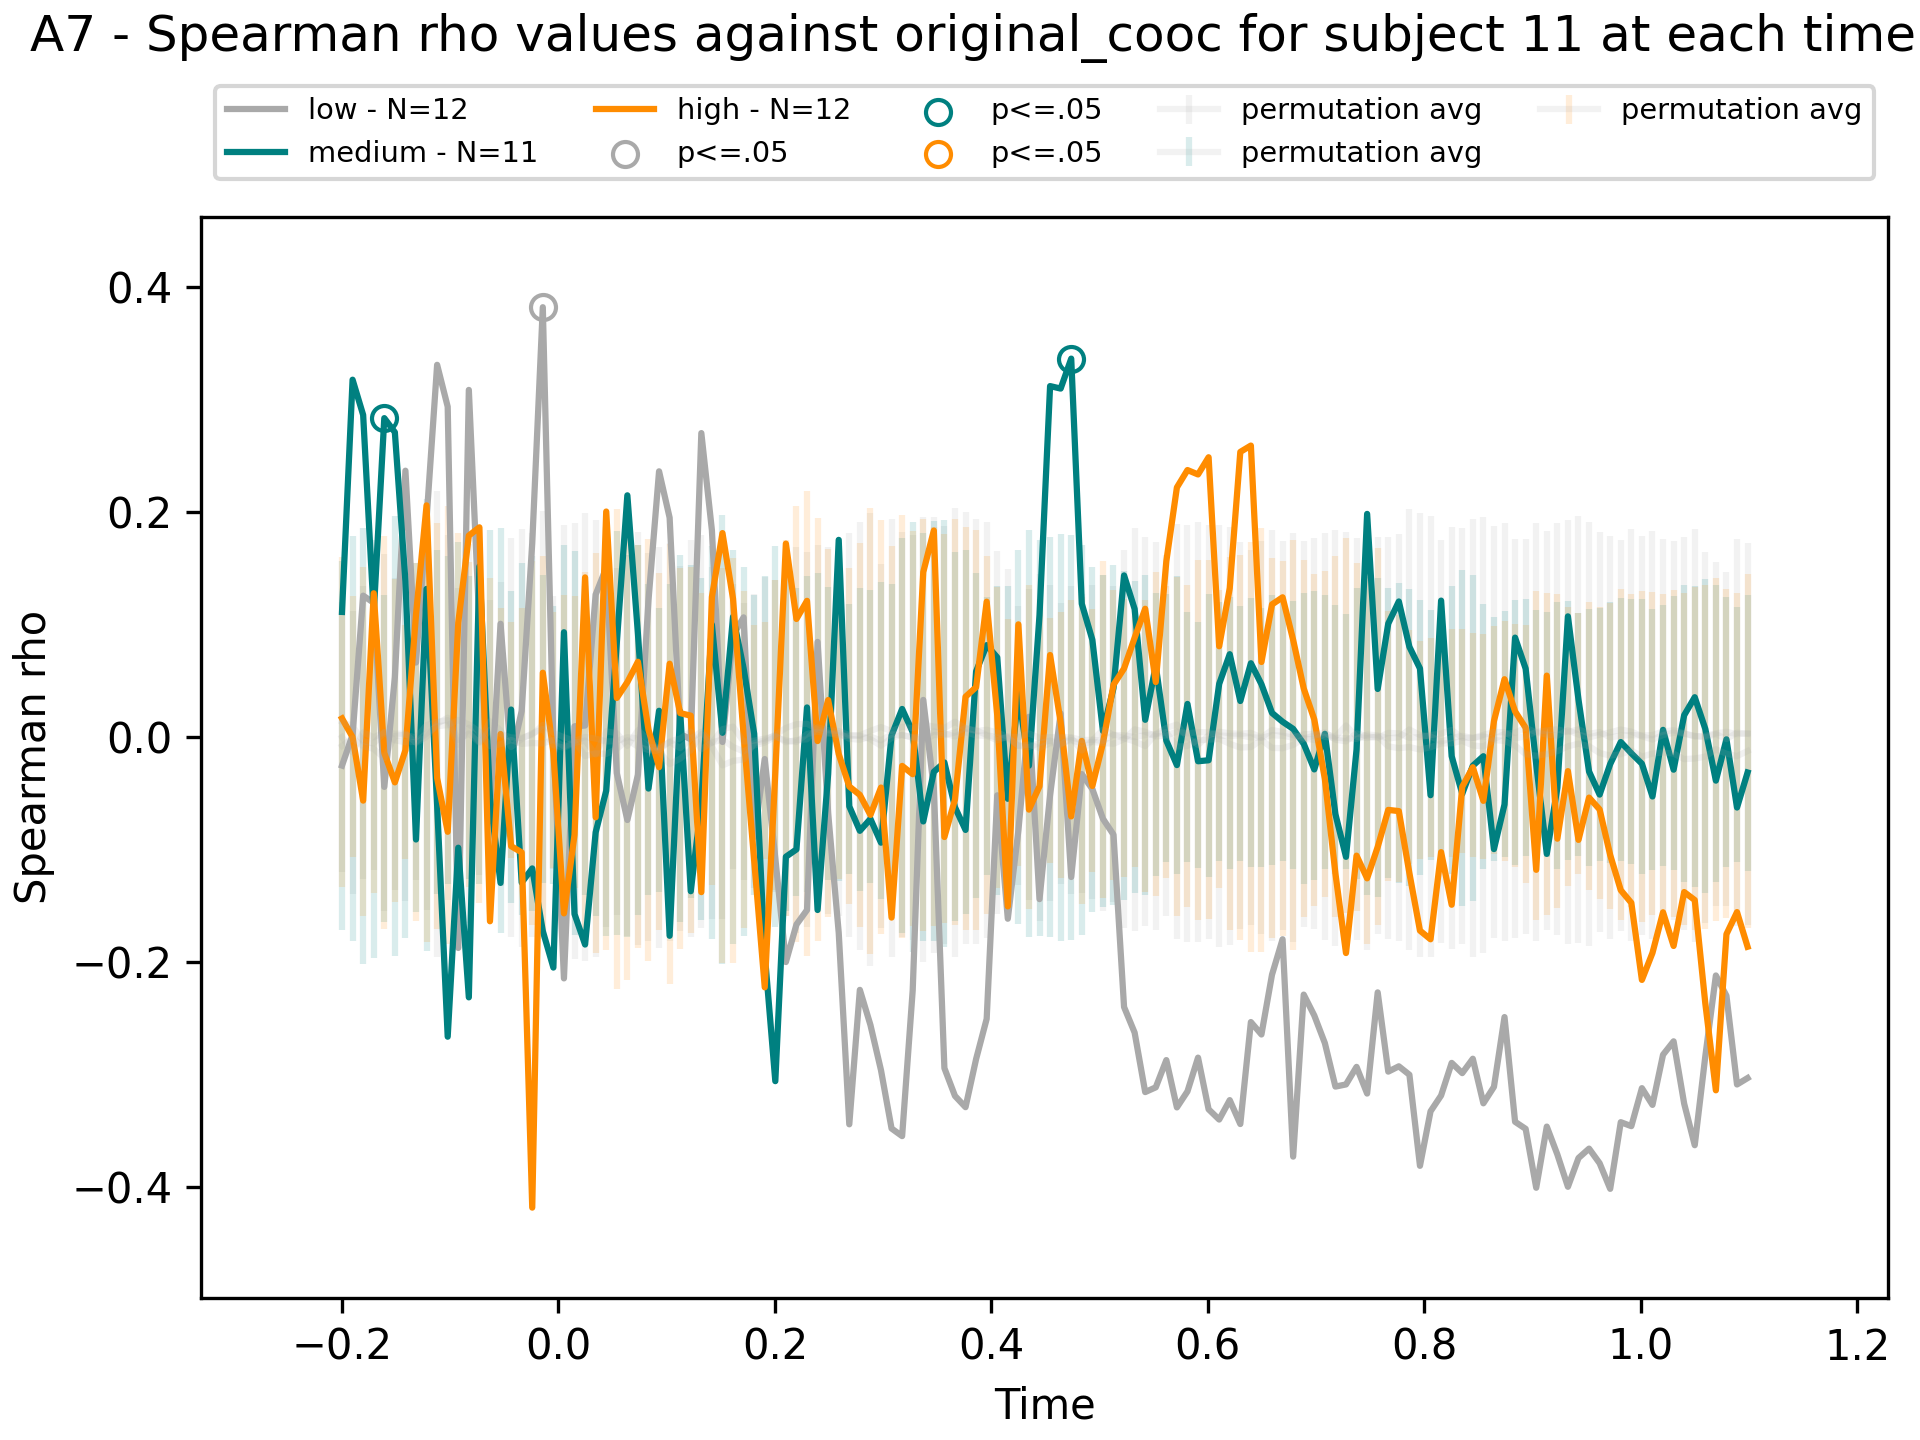 A7 - Spearman rho values against original_cooc for subject 11 at each time
low - N=12
medium - N=11
high - N=12
p<=.05
p<=.05
p<=.05
permutation avg
permutation avg
permutation avg
Spearman rho
0.4
0.2
0.0
−0.2
−0.4
−0.2 0.0 0.2 0.4 0.6 0.8 1.0 1.2
Time